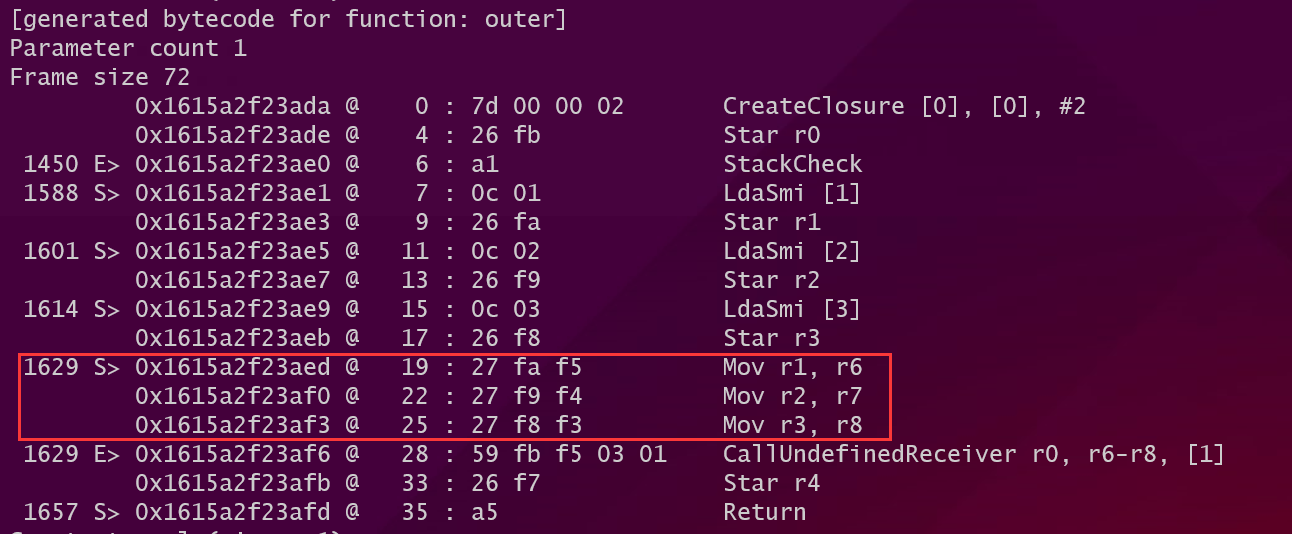 [generated bytecode for function: outer]
Parameter count 1
Frame size 72
0x1615a2f23ada @ 0 : 7d 00 00 02 CreateClosure [0], [0], #2
0x1615a2f23ade @ 4 : 26 fb Star r0
1450 E> 0x1615a2f23ae0 @ 6 : a1 StackCheck
1588 S> 0x1615a2f23ae1 @ 7 : 0c 01 LdaSmi [1]
0x1615a2f23ae3 @ 9 : 26 fa Star r1
1601 S> 0x1615a2f23ae5 @ 11 : 0c 02 LdaSmi [2]
0x1615a2f23ae7 @ 13 : 26 f9 Star r2
1614 S> 0x1615a2f23ae9 @ 15 : 0c 03 LdaSmi [3]
0x1615a2f23aeb @ 17 : 26 f8 Star r3
1629 S> 0x1615a2f23aed @ 19 : 27 fa f5 Mov r1, r6
0x1615a2f23af0 @ 22 : 27 f9 f4 Mov r2, r7
0x1615a2f23af3 @ 25 : 27 f8 f3 Mov r3, r8
1629 E> 0x1615a2f23af6 @ 28 : 59 fb f5 03 01 CallUndefinedReceiver r0, r6-r8, [1]
0x1615a2f23afb @ 33 : 26 f7 Star r4
1657 S> 0x1615a2f23afd @ 35 : a5 Return